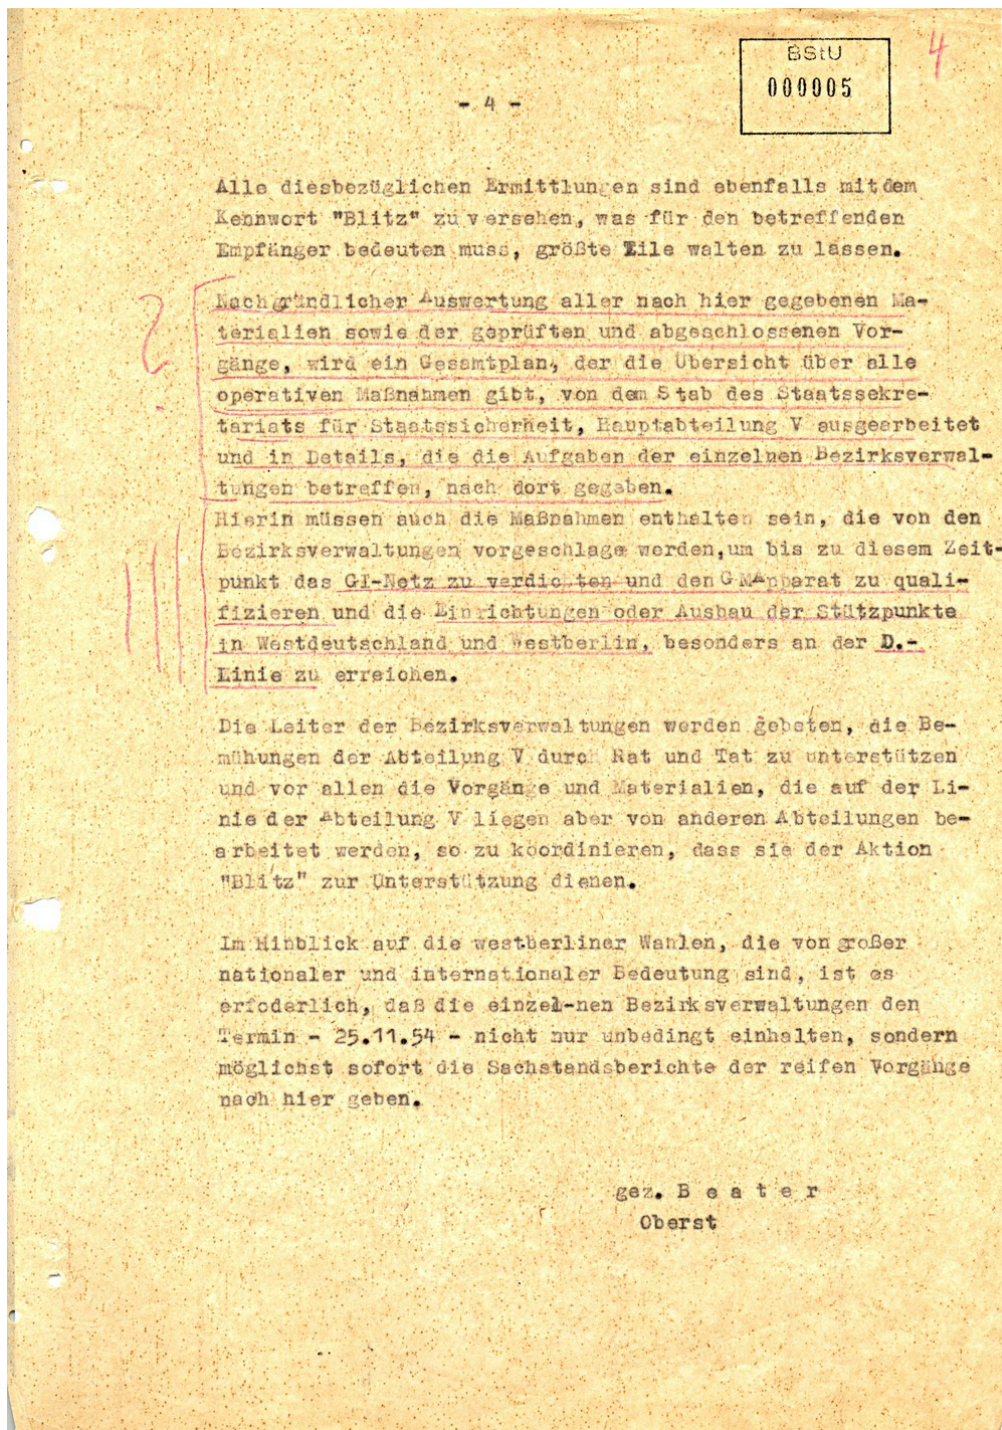 BStU
000005
4
- 4 -
Alle diesbezüglichen Ermittlungen sind ebenfalls mit dem
Kennwort "Blitz" zu versehen, was für den betreffenden
Empfänger bedeuten muss, größte Eile walten zu lassen.
Nach gründlicher Auswertung aller nach hier gegebenen Ma-
terialien sowie der geprüften und abgeschlossenen Vor-
gänge, wird ein Gesamtplan, der die Übersicht über alle
operativen Maßnahmen gibt, von dem Stab des Staatssekre-
tariats für Staatssicherheit, Hauptabteilung V ausgearbeitet
und in Details, die die Aufgaben der einzelnen Bezirksverwal-
tungen betreffen, nach dort gegeben.
Hierin müssen auch die Maßnahmen enthalten sein, die von den
Bezirksverwaltungen vorgeschlagen werden, um bis zu diesem Zeit-
punkt das GI-Netz zu verdichten und den GMApparat zu quali-
fizieren und die Einrichtungen oder Ausbau der Stützpunkte
in Westdeutschland und Westberlin, besonders an der D.-
Linie zu erreichen.
Die Leiter der Bezirksverwaltungen werden gebeten, die Be-
mühungen der Abteilung V durch Rat und Tat zu unterstützen
und vor allen die Vorgänge und Materialien, die auf der Li-
nie der Abteilung V liegen aber von anderen Abteilungen be-
arbeitet werden, so zu koordinieren, dass sie der Aktion
"Blitz" zur Unterstützung dienen.
Im Hinblick auf die westberliner Wahlen, die von großer
nationaler und internationaler Bedeutung sind, ist es
erfoderlich, daß die einzel-nen Bezirksverwaltungen den
Termin - 25.11.54 - nicht nur unbedingt einhalten, sondern
möglichst sofort die Sachstandsberichte der reifen Vorgänge
nach hier geben.
gez. B e a t e r
Oberst